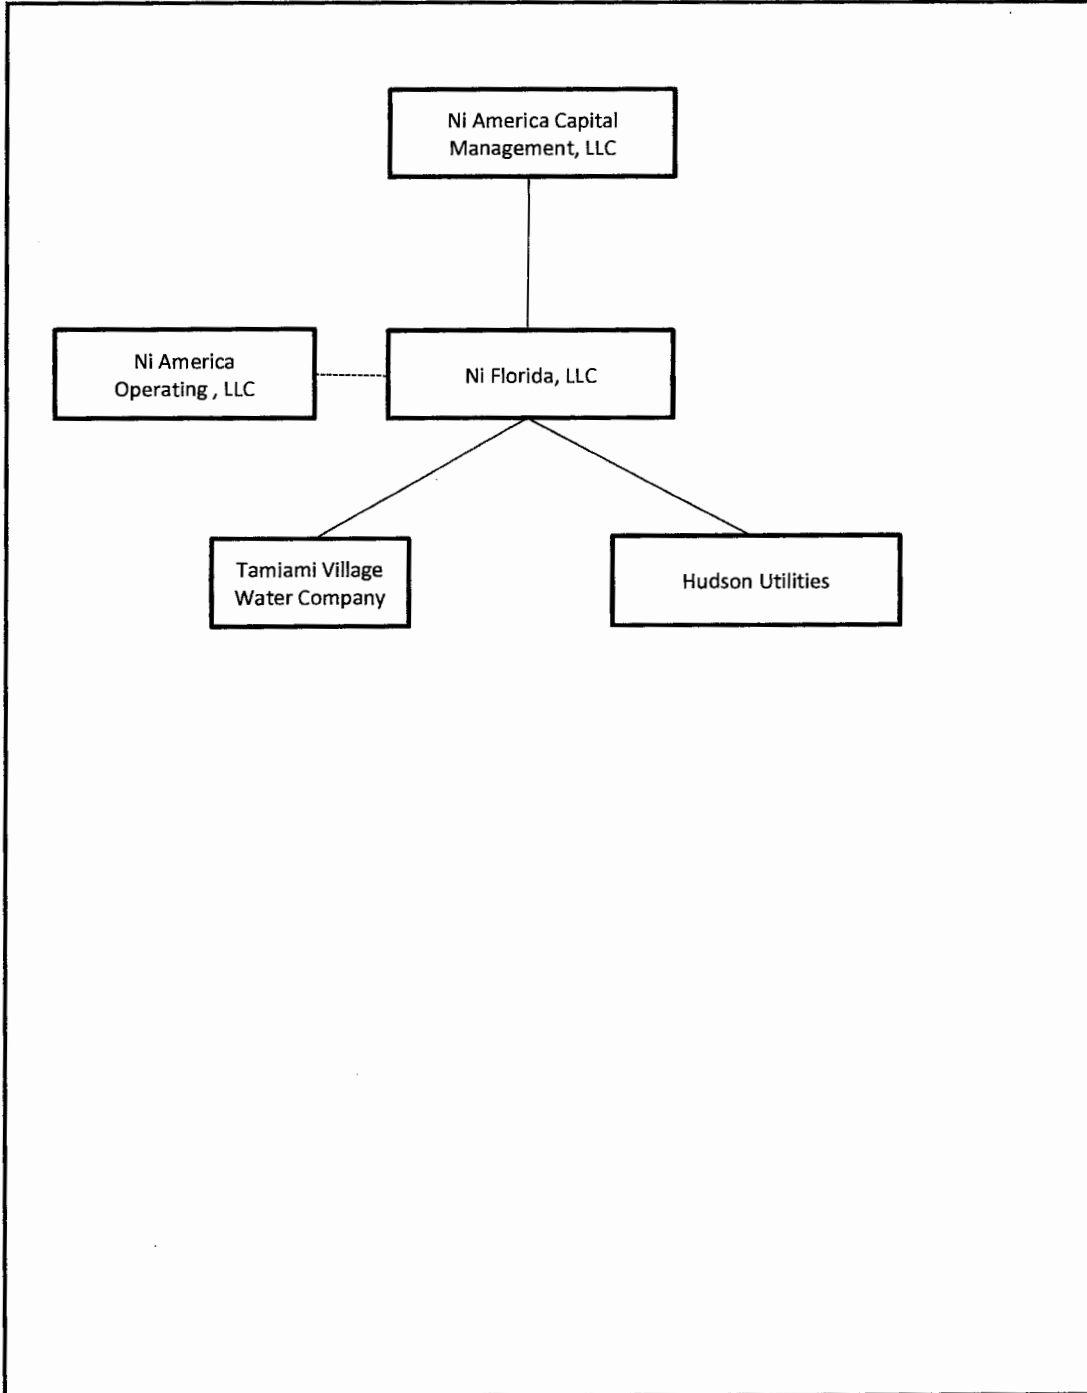 Ni America Capital
Management, LLC
Ni America
Operating , LLC
Ni Florida, LLC
Tamiami Village
Water Company
Hudson Utilities